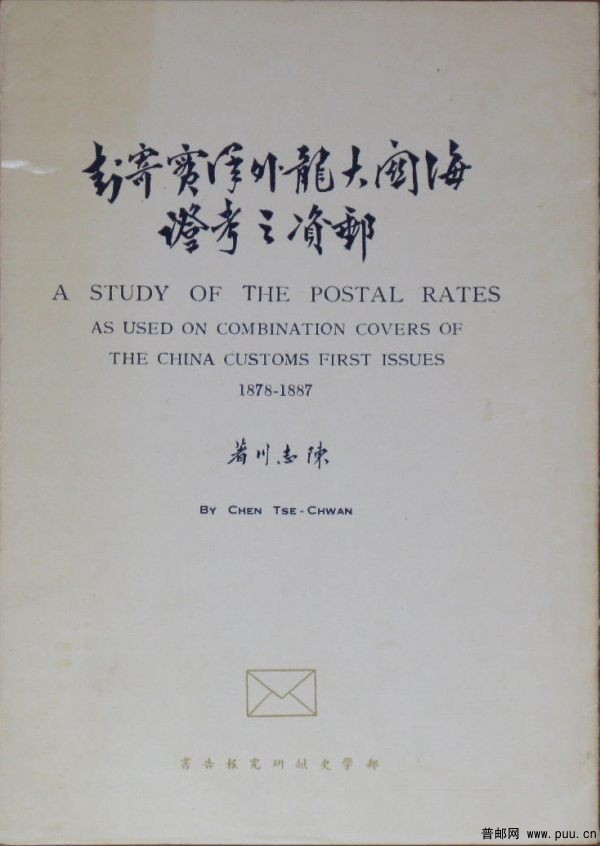 海關大龍外洋實寄封
郵資之考證
A STUDY OF THE POSTAL RATES
AS USED ON COMBINATION COVERS OF
THE CHINA CUSTOMS FIRST ISSUES
1878-1887
陳志川著
BY CHEN TSE-CHWAN
郵學史献研究報告書
普邮网 www.puu.cn